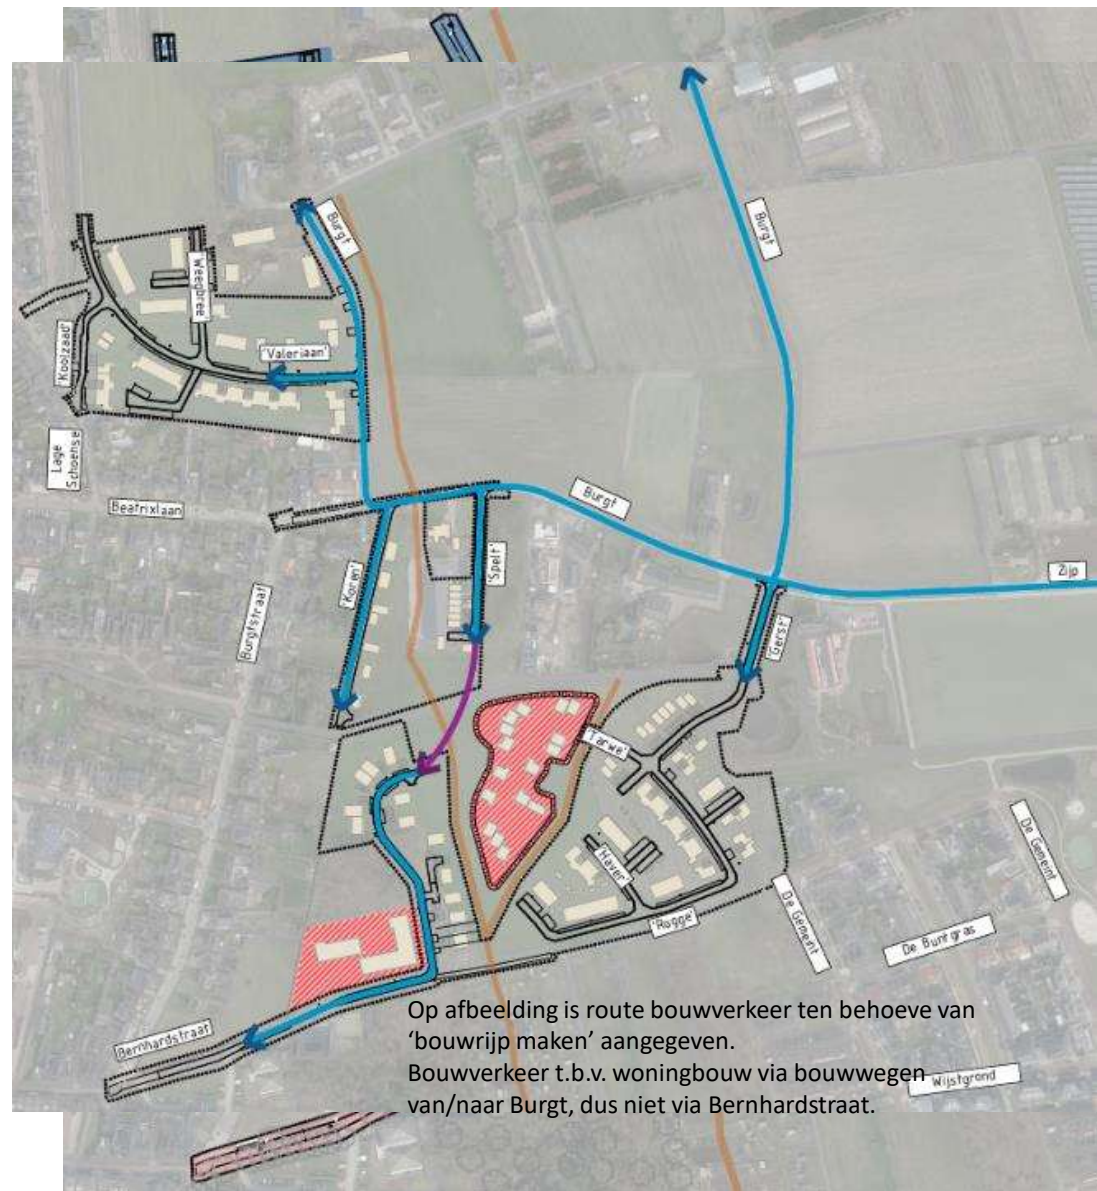 Burgt
Burgt
'Weegbree'
'Koolzaad'
'Valeriaan'
Lage
Schoense
Beatrixlaan
Burgt
'Spelt'
'Koren'
Zijp
Burgtstraat
'Gerst'
'Tarwe'
De Gemeint
'Haver'
De Gemeint
'Rogge'
De Buntgras
Op afbeelding is route bouwverkeer ten behoeve van
‘bouwrijp maken’ aangegeven.
Bernhardstraat
Bouwverkeer t.b.v. woningbouw via bouwwegen
Wijstgrond
van/naar Burgt, dus niet via Bernhardstraat.